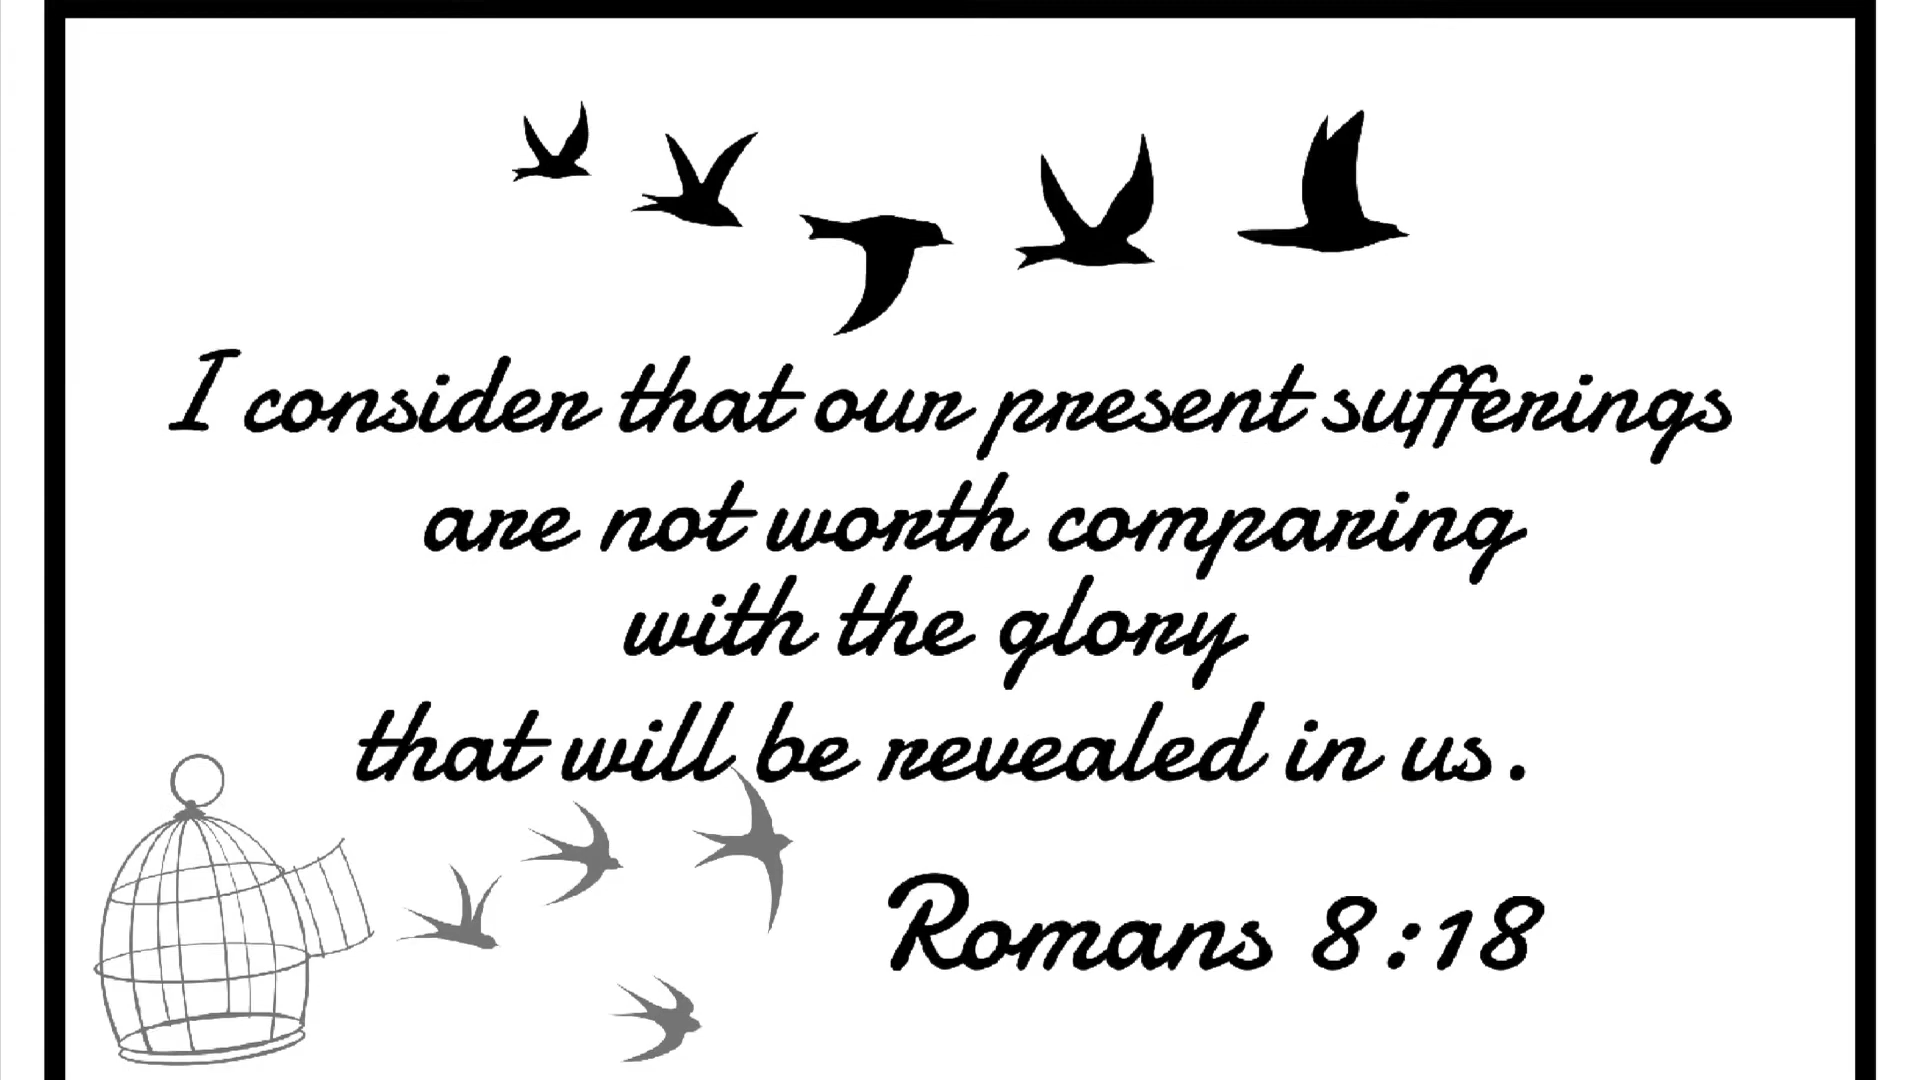 I consider that our present sufferings
are not worth comparing
with the glory
that will be revealed in us.
Romans 8:18